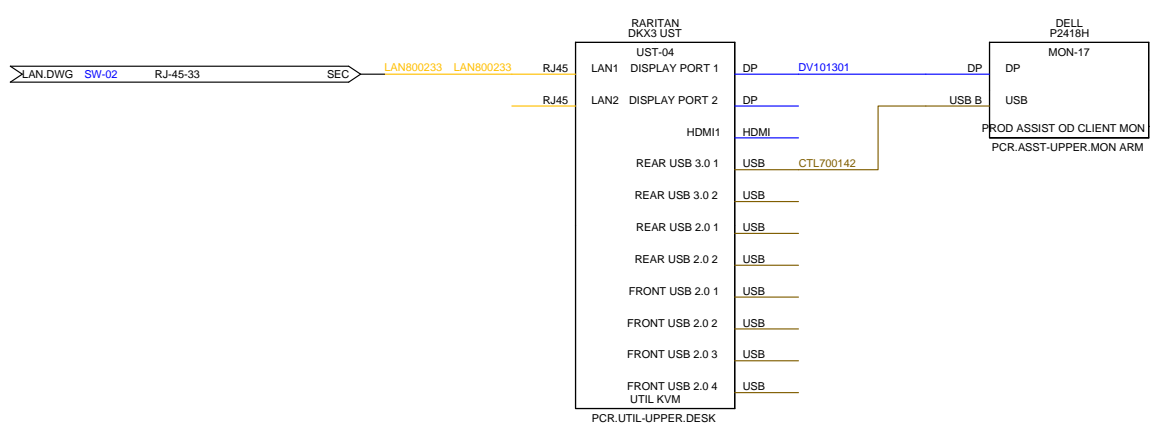 RARITAN
DKX3 UST
DELL
P2418H
UST-04
MON-17
LAN.DWG SW-02 RJ-45-33 SEC LAN800233 LAN800233 RJ45 LAN1 DISPLAY PORT 1 DP DV101301 DP DP
RJ45 LAN2 DISPLAY PORT 2 DP USB B USB
HDMI1 HDMI PROD ASSIST OD CLIENT MON
PCR.ASST-UPPER.MON ARM
REAR USB 3.0 1 USB CTL700142
REAR USB 3.0 2 USB
REAR USB 2.0 1 USB
REAR USB 2.0 2 USB
FRONT USB 2.0 1 USB
FRONT USB 2.0 2 USB
FRONT USB 2.0 3 USB
FRONT USB 2.0 4 USB
UTIL KVM
PCR.UTIL-UPPER.DESK